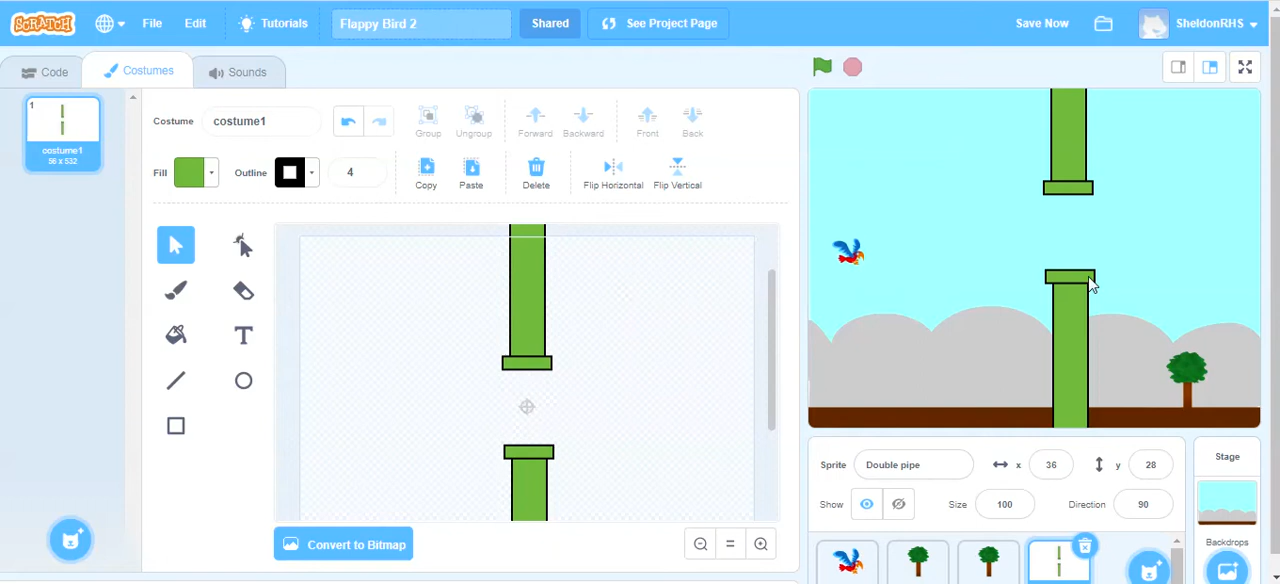 SCRATCH File Edit Tutorials Flappy Bird 2 Shared See Project Page Save Now SheldonRHS
Code Costumes Sounds
1
costume1
56 x 532
Costume costume1 Group Ungroup Forward Backward Front Back
Fill Outline 4 Copy Paste Delete Flip Horizontal Flip Vertical
T
Convert to Bitmap
Sprite Double pipe x 36 y 28
Show Size 100 Direction 90
Stage
Backdrops